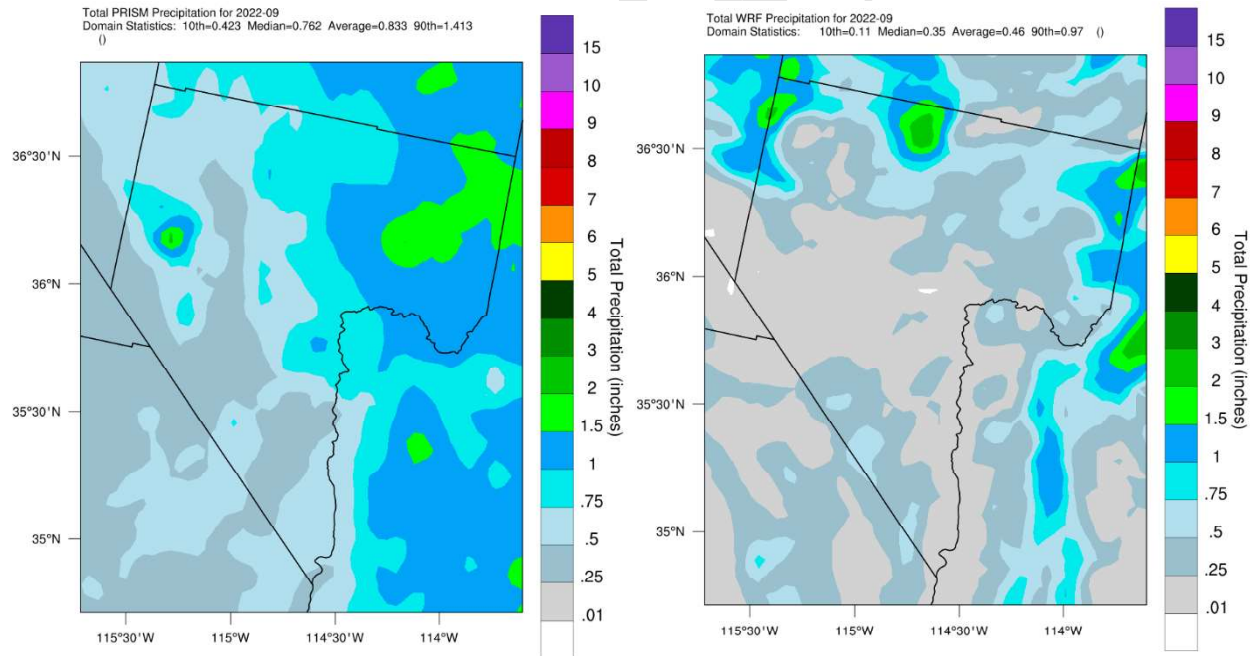 Total PRISM Precipitation for 2022-09
Domain Statistics: 10th=0.423 Median=0.762 Average=0.833 90th=1.413
()
36°30'N
36°N
35°30'N
35°N
115°30'W
115°W
114°30'W
114°W
15
10
9
8
7
6
5
4
3
2
1.5
1
.75
.5
.25
.01
Total Precipitation (inches)
Total WRF Precipitation for 2022-09
Domain Statistics: 10th=0.11 Median=0.35 Average=0.46 90th=0.97 ()
36°30'N
36°N
35°30'N
35°N
115°30'W
115°W
114°30'W
114°W
15
10
9
8
7
6
5
4
3
2
1.5
1
.75
.5
.25
.01
Total Precipitation (inches)